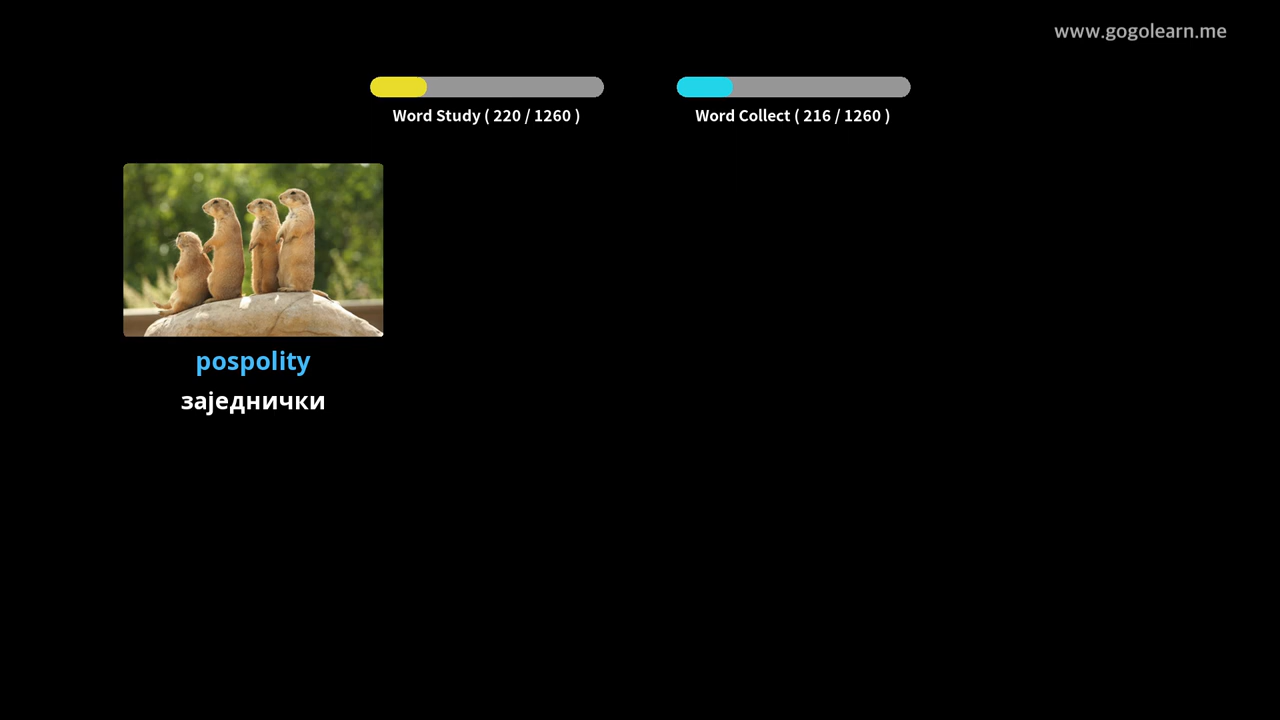 www.gogolearn.me
Word Study ( 220 / 1260 )
Word Collect ( 216 / 1260 )
pospolity
заједнички